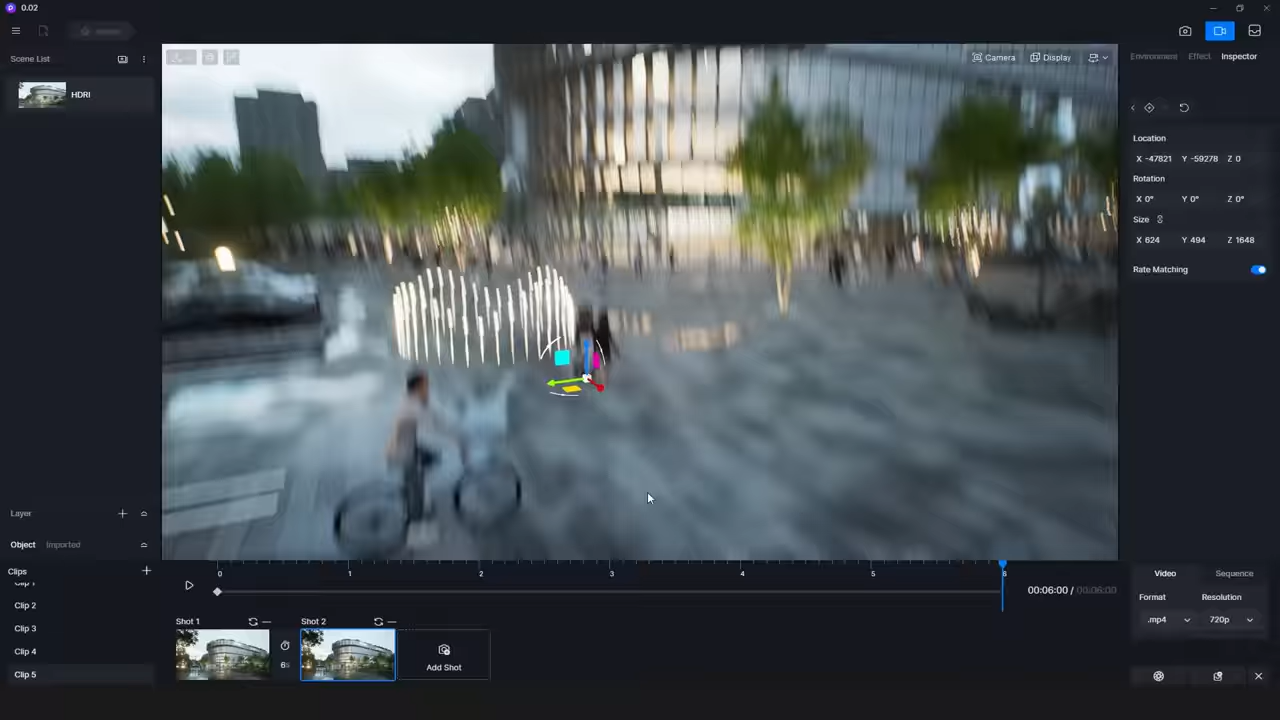 0.02
Scene List
HDRI
Camera
Display
Environment
Effect
Inspector
Location
X -47821 Y -59278 Z 0
Rotation
X 0° Y 0° Z 0°
Size
X 624 Y 494 Z 1648
Rate Matching
Layer
Object Imported
Clips
Clip 1
Clip 2
Clip 3
Clip 4
Clip 5
0 1 2 3 4 5 6
00:06:00 / 00:06:00
Shot 1
6s
Shot 2
Add Shot
Video Sequence
Format Resolution
.mp4 720p